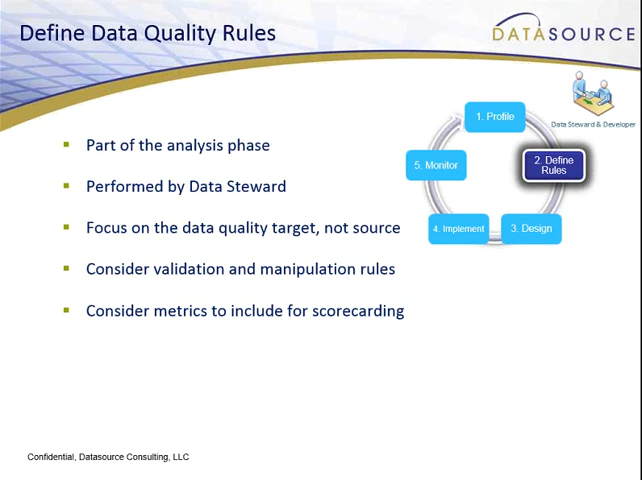 Define Data Quality Rules
DATASOURCE
Data Steward & Developer
1. Profile
2. Define
Rules
5. Monitor
4. Implement
3. Design
Part of the analysis phase
Performed by Data Steward
Focus on the data quality target, not source
Consider validation and manipulation rules
Consider metrics to include for scorecarding
Confidential, Datasource Consulting, LLC